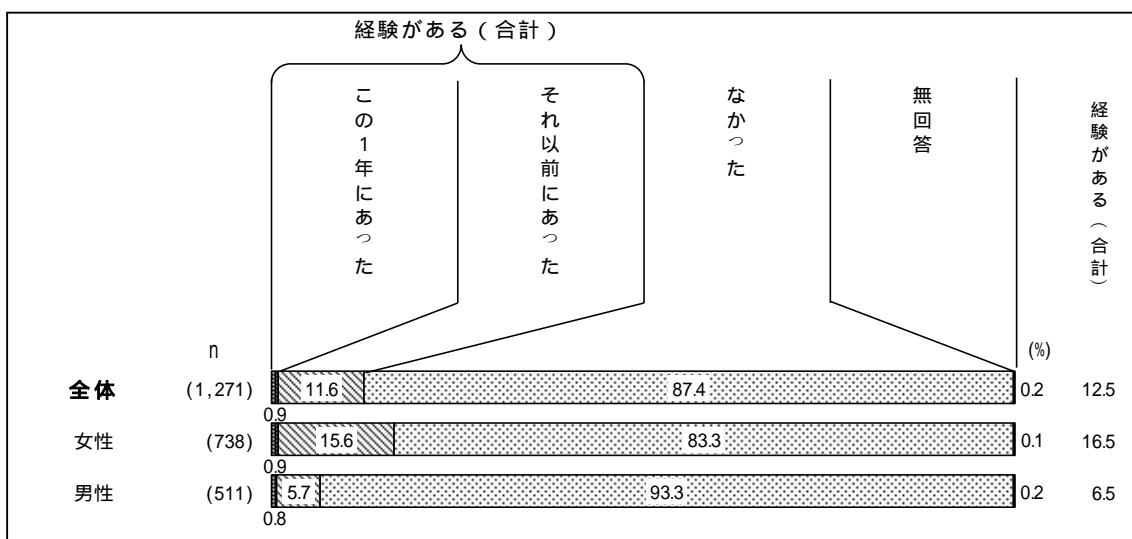 経験がある（合計）
この1年にあった
それ以前にあった
なかった
無回答
経験がある（合計）
n
(%)
全体 (1,271) 11.6 87.4 0.2 12.5
0.9
女性 (738) 15.6 83.3 0.1 16.5
0.9
男性 (511) 5.7 93.3 0.2 6.5
0.8